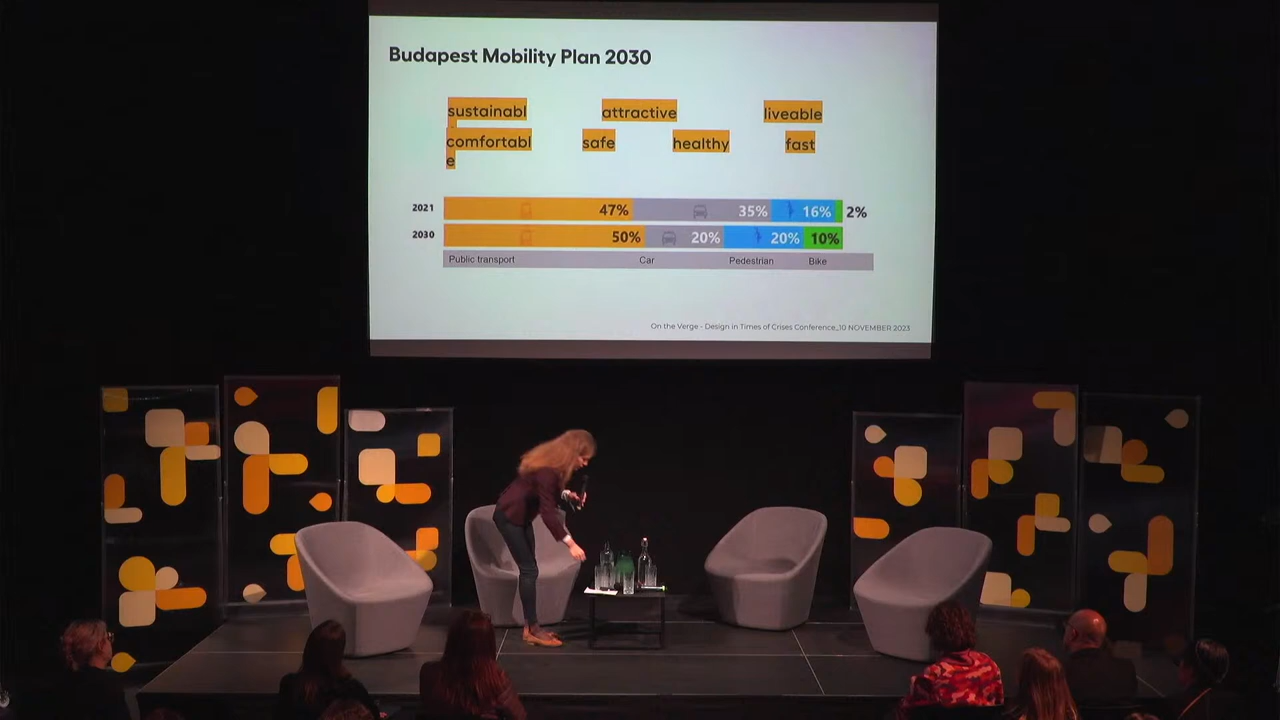 Budapest Mobility Plan 2030
sustainabl attractive liveable
comfortabl safe healthy fast
e
2021 47% 35% 16% 2%
2030 50% 20% 20% 10%
Public transport Car Pedestrian Bike
On the Verge - Design in Times of Crises Conference_10 NOVEMBER 2023